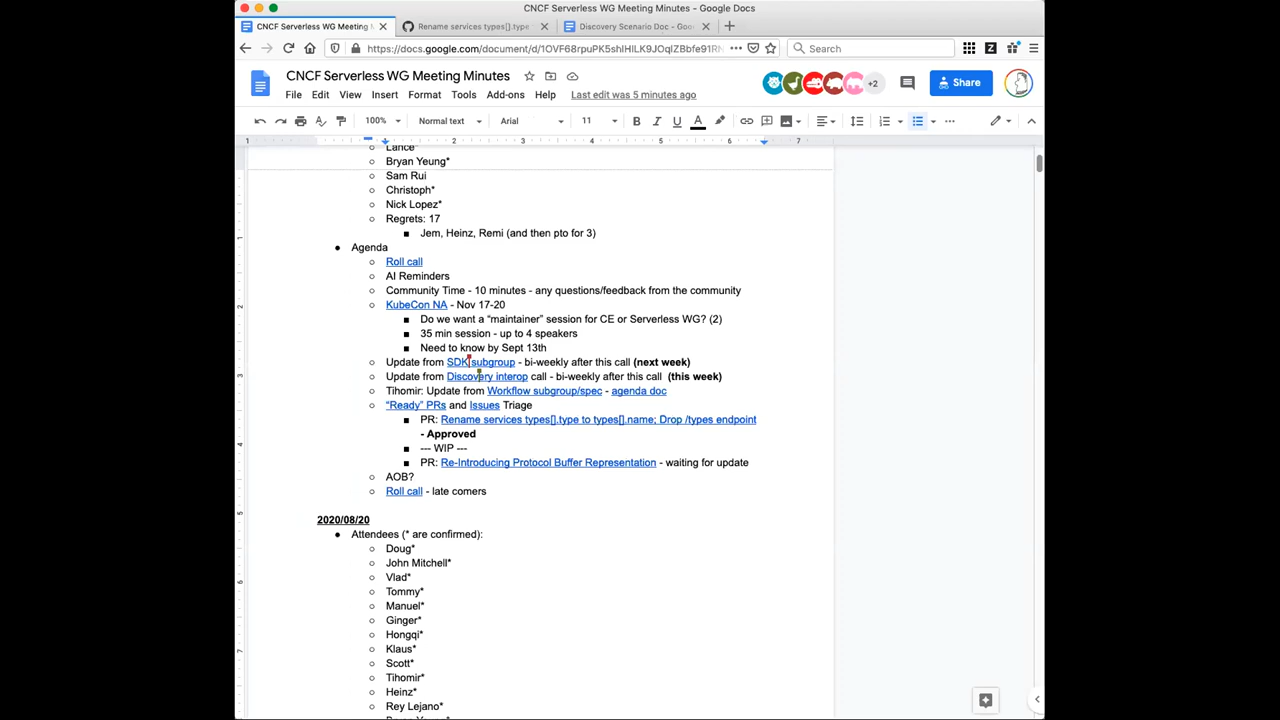 CNCF Serverless WG Meeting Minutes - Google Docs
CNCF Serverless WG Meeting M
Rename services types[].type
Discovery Scenario Doc - Goo
https://docs.google.com/document/d/1OVF68rpuPK5shIHILK9JOqlZBbfe91RN
Search
CNCF Serverless WG Meeting Minutes
+2
Share
File Edit View Insert Format Tools Add-ons Help Last edit was 5 minutes ago
100% Normal text Arial 11
1 1 2 3 4 5 6 7
Lance*
Bryan Yeung*
Sam Rui
Christoph*
Nick Lopez*
Regrets: 17
Jem, Heinz, Remi (and then pto for 3)
Agenda
Roll call
AI Reminders
Community Time - 10 minutes - any questions/feedback from the community
KubeCon NA - Nov 17-20
Do we want a “maintainer” session for CE or Serverless WG? (2)
35 min session - up to 4 speakers
Need to know by Sept 13th
Update from SDK subgroup - bi-weekly after this call (next week)
Update from Discovery interop call - bi-weekly after this call (this week)
Tihomir: Update from Workflow subgroup/spec - agenda doc
“Ready” PRs and Issues Triage
PR: Rename services types[].type to types[].name; Drop /types endpoint
- Approved
--- WIP ---
PR: Re-Introducing Protocol Buffer Representation - waiting for update
AOB?
Roll call - late comers
2020/08/20
Attendees (* are confirmed):
Doug*
John Mitchell*
Vlad*
Tommy*
Manuel*
Ginger*
Hongqi*
Klaus*
Scott*
Tihomir*
Heinz*
Rey Lejano*